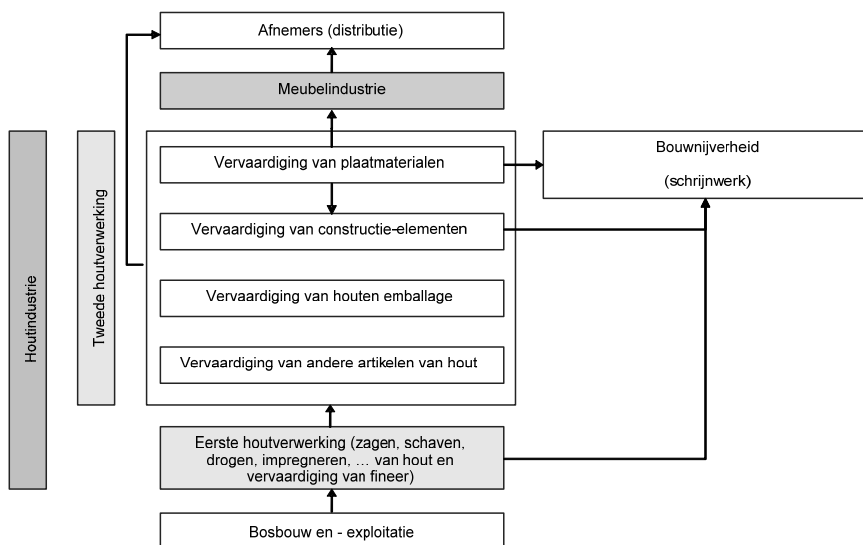 Afnemers (distributie)
Meubelindustrie
Houtindustrie
Tweede houtverwerking
Vervaardiging van plaatmaterialen
Bouwnijverheid
(schrijnwerk)
Vervaardiging van constructie-elementen
Vervaardiging van houten emballage
Vervaardiging van andere artikelen van hout
Eerste houtverwerking (zagen, schaven,
drogen, impregneren, ... van hout en
vervaardiging van fineer)
Bosbouw en - exploitatie